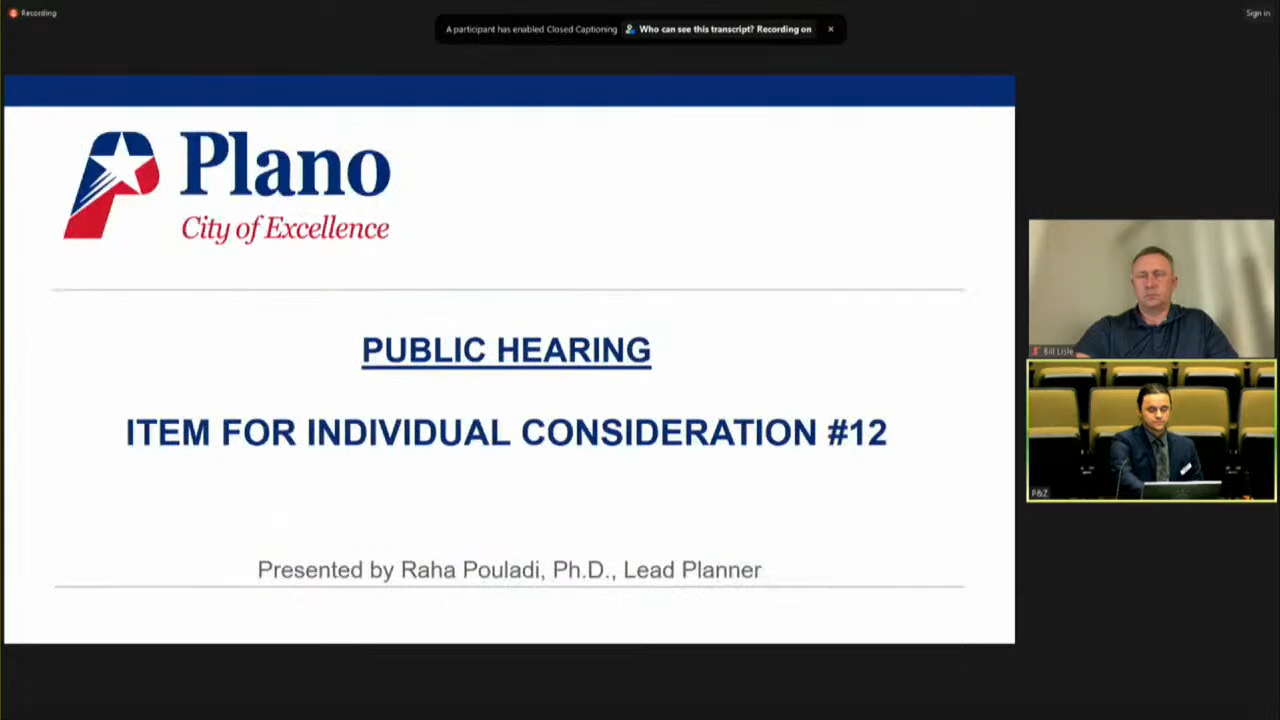 Recording
A participant has enabled Closed Captioning
Who can see this transcript? Recording on
Sign in
Plano
City of Excellence
PUBLIC HEARING
ITEM FOR INDIVIDUAL CONSIDERATION #12
Presented by Raha Pouladi, Ph.D., Lead Planner
Bill Lisle
P&Z